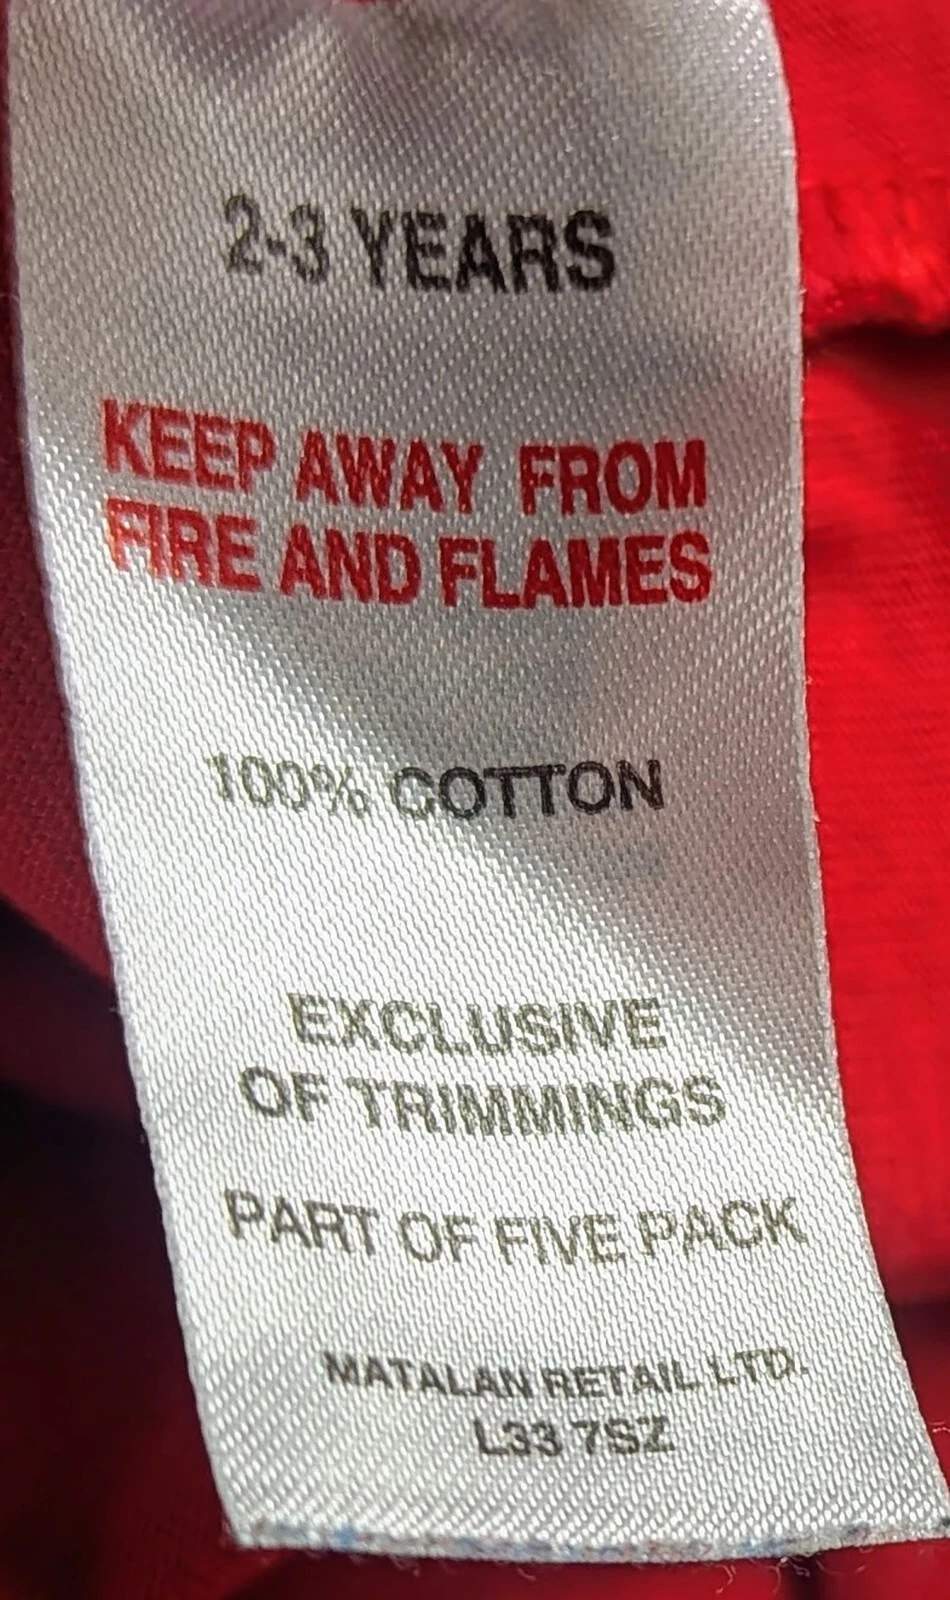 2-3 YEARS
KEEP AWAY FROM
FIRE AND FLAMES
100% COTTON
EXCLUSIVE
OF TRIMMINGS
PART OF FIVE PACK
MATALAN RETAIL LTD.
L33 7SZ